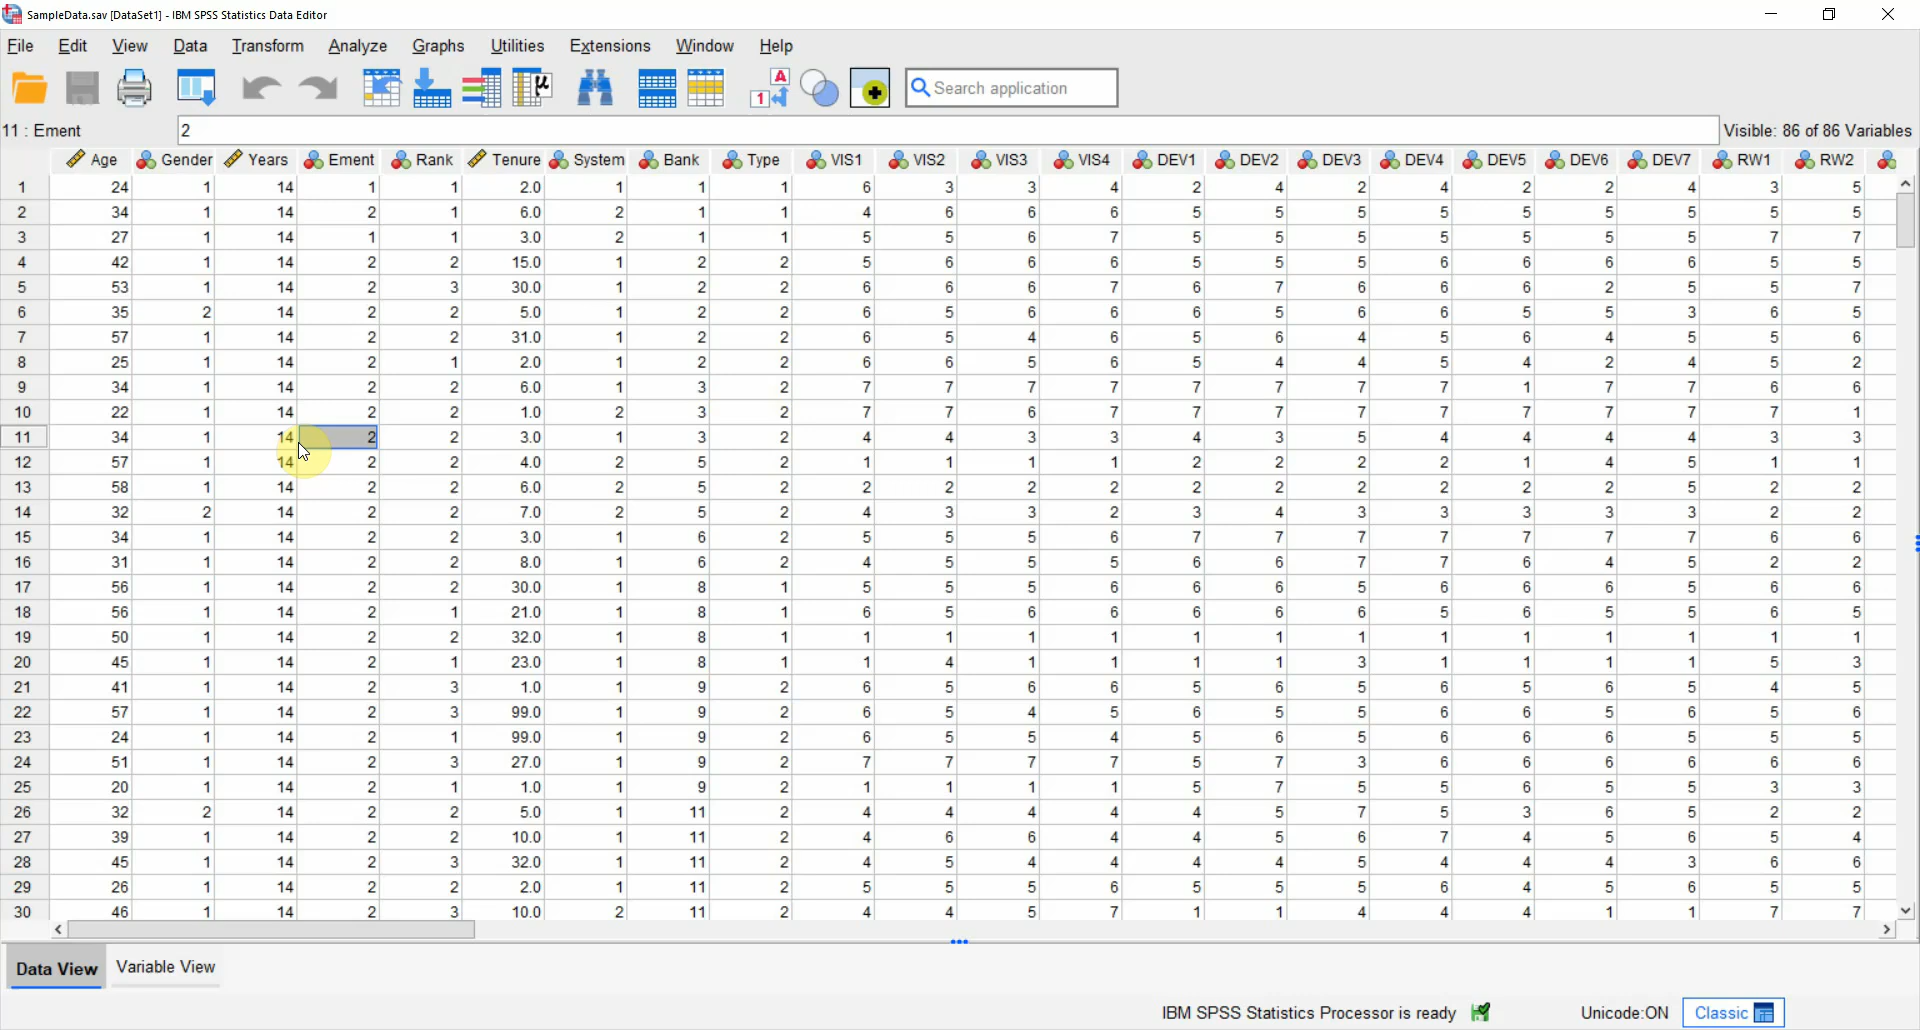 SampleData.sav [DataSet1] - IBM SPSS Statistics Data Editor
File Edit View Data Transform Analyze Graphs Utilities Extensions Window Help
Search application
11 : Ement 2 Visible: 86 of 86 Variables
Age Gender Years Ement Rank Tenure System Bank Type VIS1 VIS2 VIS3 VIS4 DEV1 DEV2 DEV3 DEV4 DEV5 DEV6 DEV7 RW1 RW2
1 24 1 14 1 1 2.0 1 1 1 6 3 3 4 2 4 2 4 2 2 4 3 5
2 34 1 14 2 1 6.0 2 1 1 4 6 6 6 5 5 5 5 5 5 5 5 5
3 27 1 14 1 1 3.0 2 1 1 5 5 6 7 5 5 5 5 5 5 5 7 7
4 42 1 14 2 2 15.0 1 2 2 5 6 6 6 5 5 5 6 6 6 6 5 5
5 53 1 14 2 3 30.0 1 2 2 6 6 6 7 6 7 6 6 6 2 5 5 7
6 35 2 14 2 2 5.0 1 2 2 6 5 6 6 6 5 6 6 5 5 3 6 5
7 57 1 14 2 2 31.0 1 2 2 6 5 4 6 5 6 4 5 6 4 5 5 6
8 25 1 14 2 1 2.0 1 2 2 6 6 5 6 5 4 4 5 4 2 4 5 2
9 34 1 14 2 2 6.0 1 3 2 7 7 7 7 7 7 7 7 1 7 7 6 6
10 22 1 14 2 2 1.0 2 3 2 7 7 6 7 7 7 7 7 7 7 7 7 1
11 34 1 14 2 2 3.0 1 3 2 4 4 3 3 4 3 5 4 4 4 4 3 3
12 57 1 14 2 2 4.0 2 5 2 1 1 1 1 2 2 2 2 1 4 5 1 1
13 58 1 14 2 2 6.0 2 5 2 2 2 2 2 2 2 2 2 2 2 5 2 2
14 32 2 14 2 2 7.0 2 5 2 4 3 3 2 3 4 3 3 3 3 3 2 2
15 34 1 14 2 2 3.0 1 6 2 5 5 5 6 7 7 7 7 7 7 7 6 6
16 31 1 14 2 2 8.0 1 6 2 4 5 5 5 6 6 7 7 6 4 5 2 2
17 56 1 14 2 2 30.0 1 8 1 5 5 5 6 6 6 5 6 6 6 5 6 6
18 56 1 14 2 1 21.0 1 8 1 6 5 6 6 6 6 6 5 6 5 5 6 5
19 50 1 14 2 2 32.0 1 8 1 1 1 1 1 1 1 1 1 1 1 1 1 1
20 45 1 14 2 1 23.0 1 8 1 1 4 1 1 1 1 3 1 1 1 1 5 3
21 41 1 14 2 3 1.0 1 9 2 6 5 6 6 5 6 5 6 5 6 5 4 5
22 57 1 14 2 3 99.0 1 9 2 6 5 4 5 6 5 5 6 6 5 6 5 6
23 24 1 14 2 1 99.0 1 9 2 6 5 5 4 5 6 5 6 6 6 5 5 5
24 51 1 14 2 3 27.0 1 9 2 7 7 7 7 5 7 3 6 6 6 6 6 6
25 20 1 14 2 1 1.0 1 9 2 1 1 1 1 5 7 5 5 6 5 5 3 3
26 32 2 14 2 2 5.0 1 11 2 4 4 4 4 4 5 7 5 3 6 5 2 2
27 39 1 14 2 2 10.0 1 11 2 4 6 6 4 4 5 6 7 4 5 6 5 4
28 45 1 14 2 3 32.0 1 11 2 4 5 4 4 4 4 5 4 4 4 3 6 6
29 26 1 14 2 2 2.0 1 11 2 5 5 5 6 5 5 5 6 4 5 6 5 5
30 46 1 14 2 3 10.0 2 11 2 4 4 5 7 1 1 4 4 4 1 1 7 7
Data View Variable View
IBM SPSS Statistics Processor is ready Unicode:ON Classic